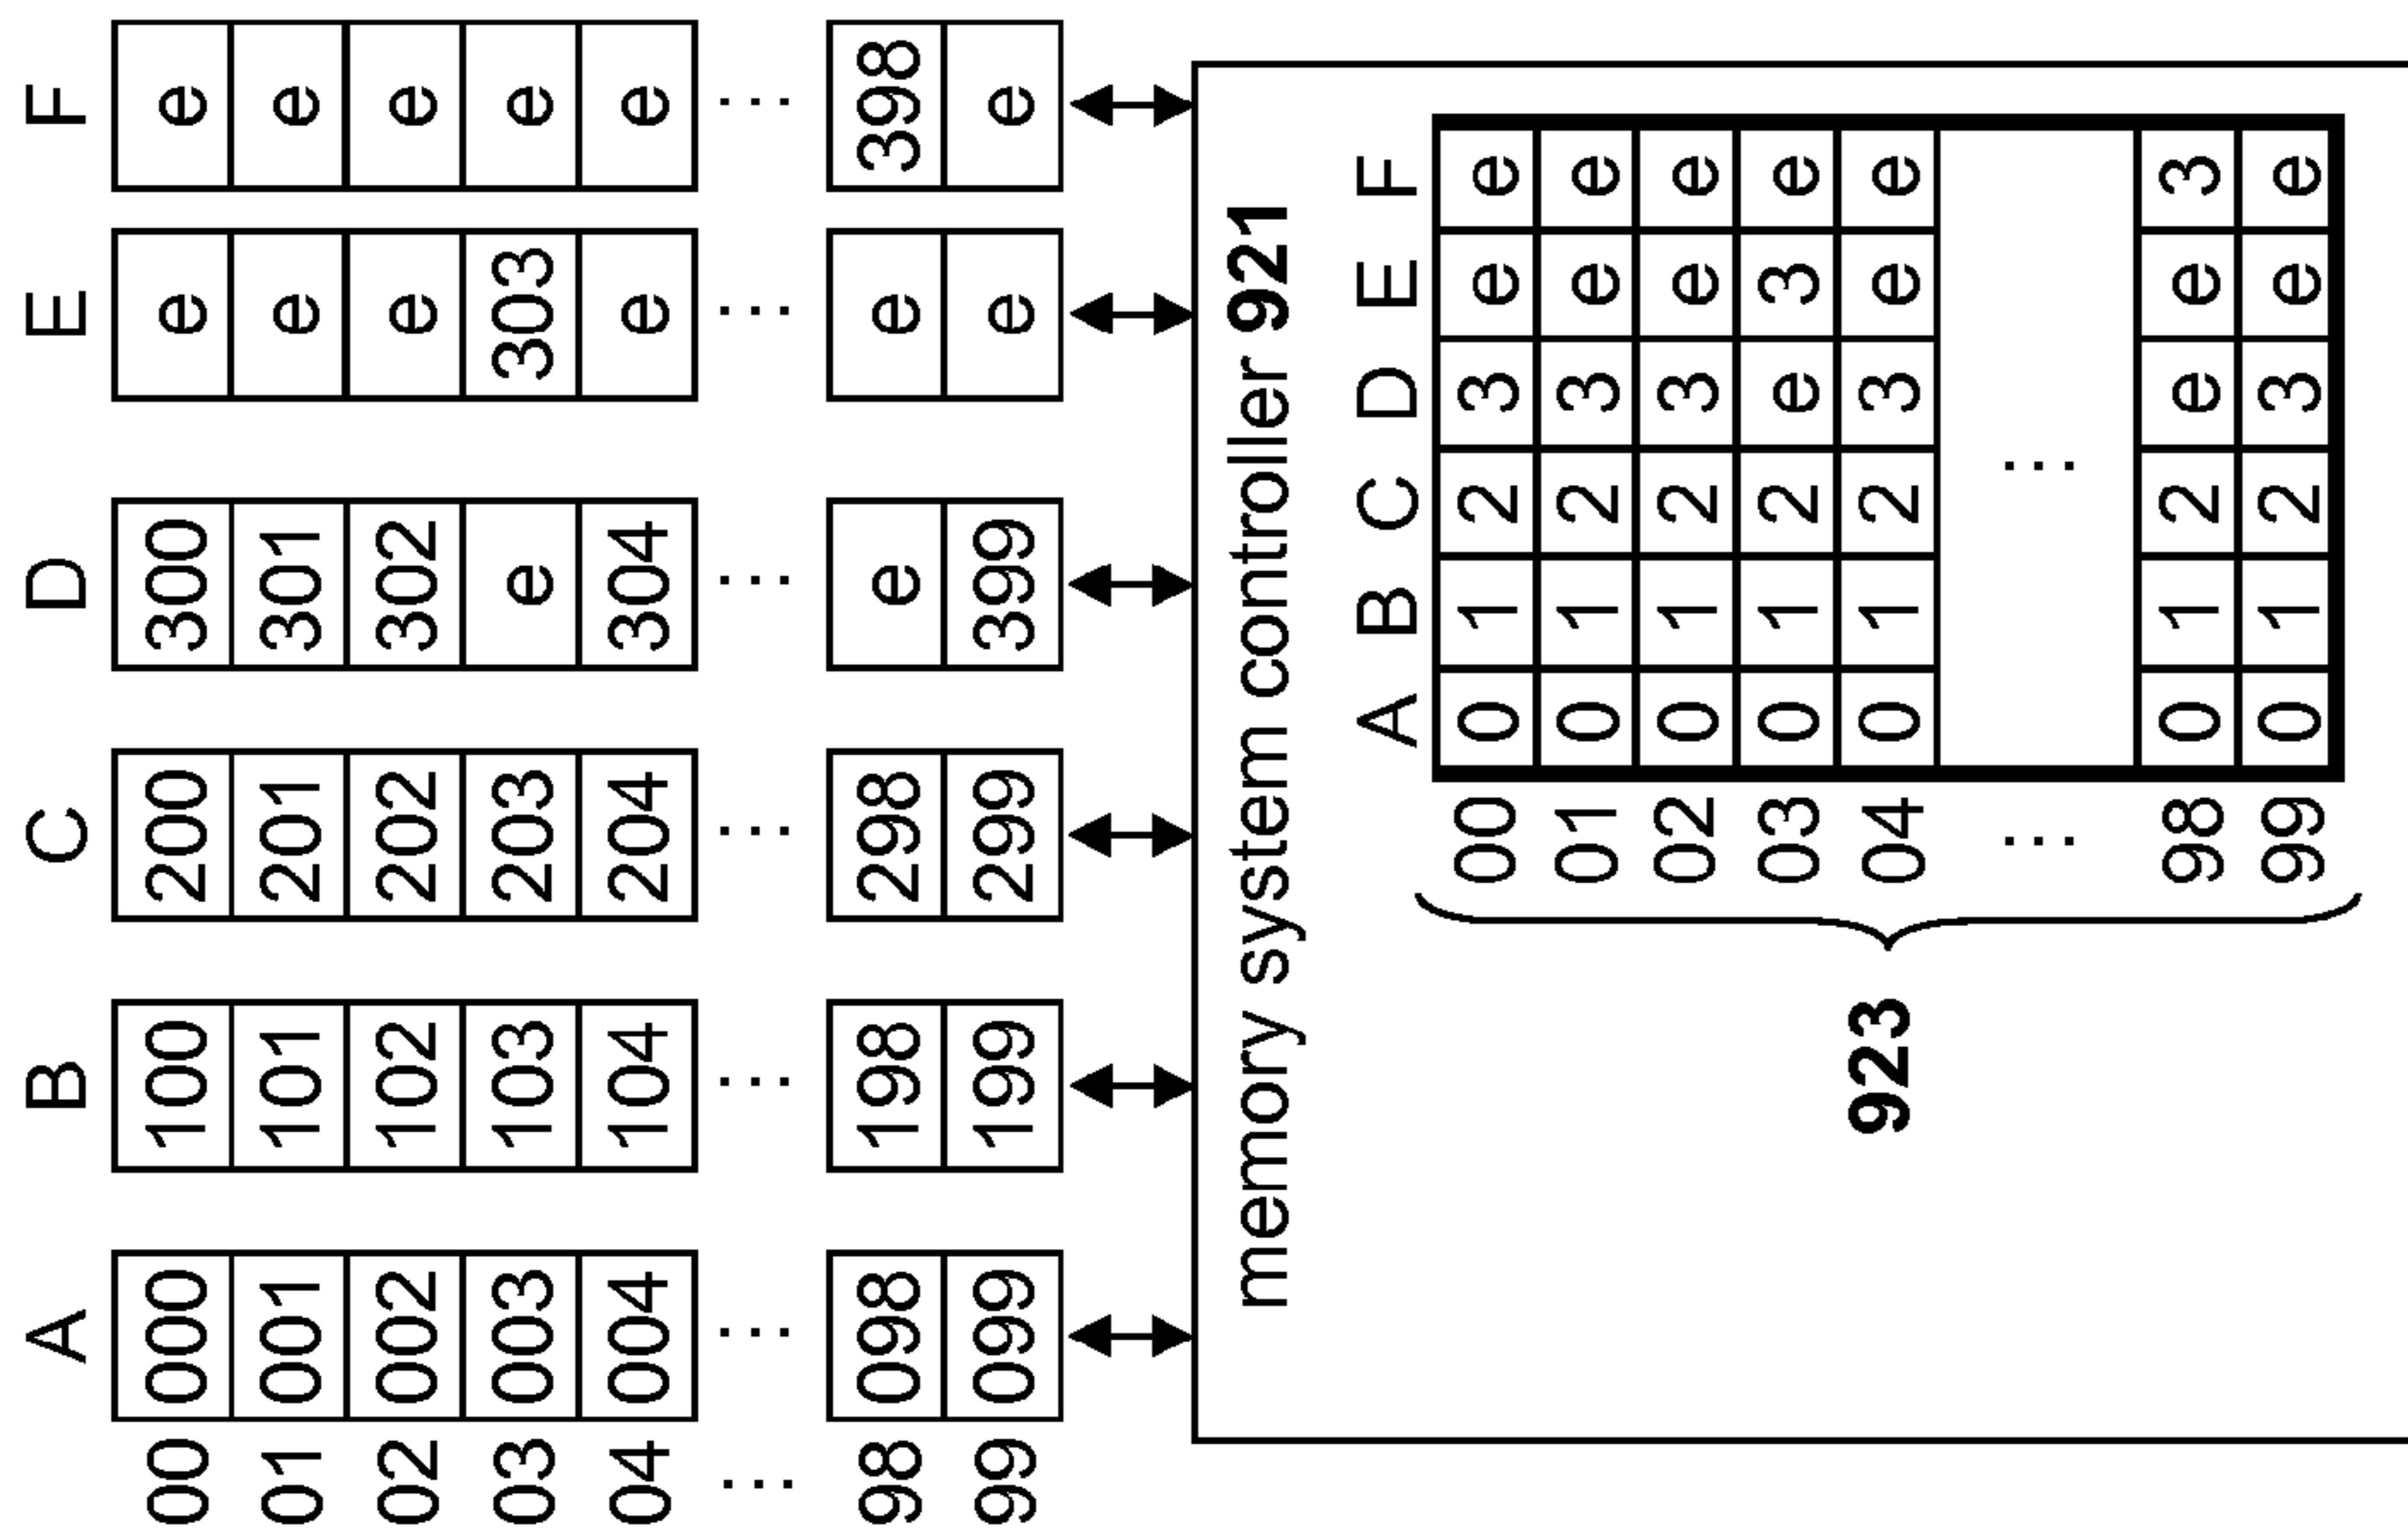 A B C D E F
00 000 100 200 300 e e
01 001 101 201 301 e e
02 002 102 202 302 e e
03 003 103 203 e 303 e
04 004 104 204 304 e e
... ... ... ... ... ... ...
98 098 198 298 e e 398
99 099 199 299 399 e e
memory system controller 921
A B C D E F
00 0 1 2 3 e e
01 0 1 2 3 e e
02 0 1 2 3 e e
03 0 1 2 e 3 e
04 0 1 2 3 e e
... ...
98 0 1 2 e e 3
99 0 1 2 3 e e
923